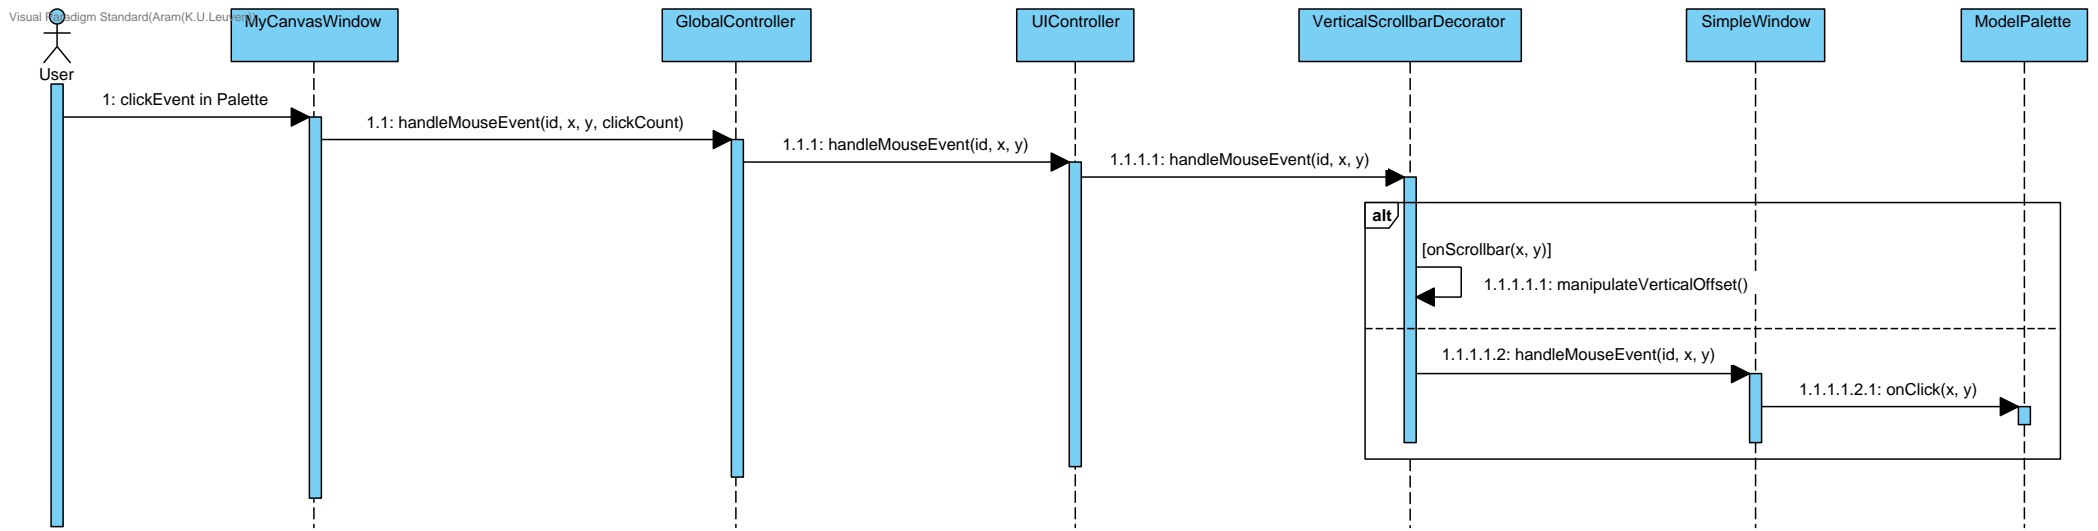 Visual Paradigm Standard(Aram(K.U.Leuven))
User
MyCanvasWindow
GlobalController
UIController
VerticalScrollbarDecorator
SimpleWindow
ModelPalette
1: clickEvent in Palette
1.1: handleMouseEvent(id, x, y, clickCount)
1.1.1: handleMouseEvent(id, x, y)
1.1.1.1: handleMouseEvent(id, x, y)
alt
[onScrollbar(x, y)]
1.1.1.1.1: manipulateVerticalOffset()
1.1.1.1.2: handleMouseEvent(id, x, y)
1.1.1.1.2.1: onClick(x, y)